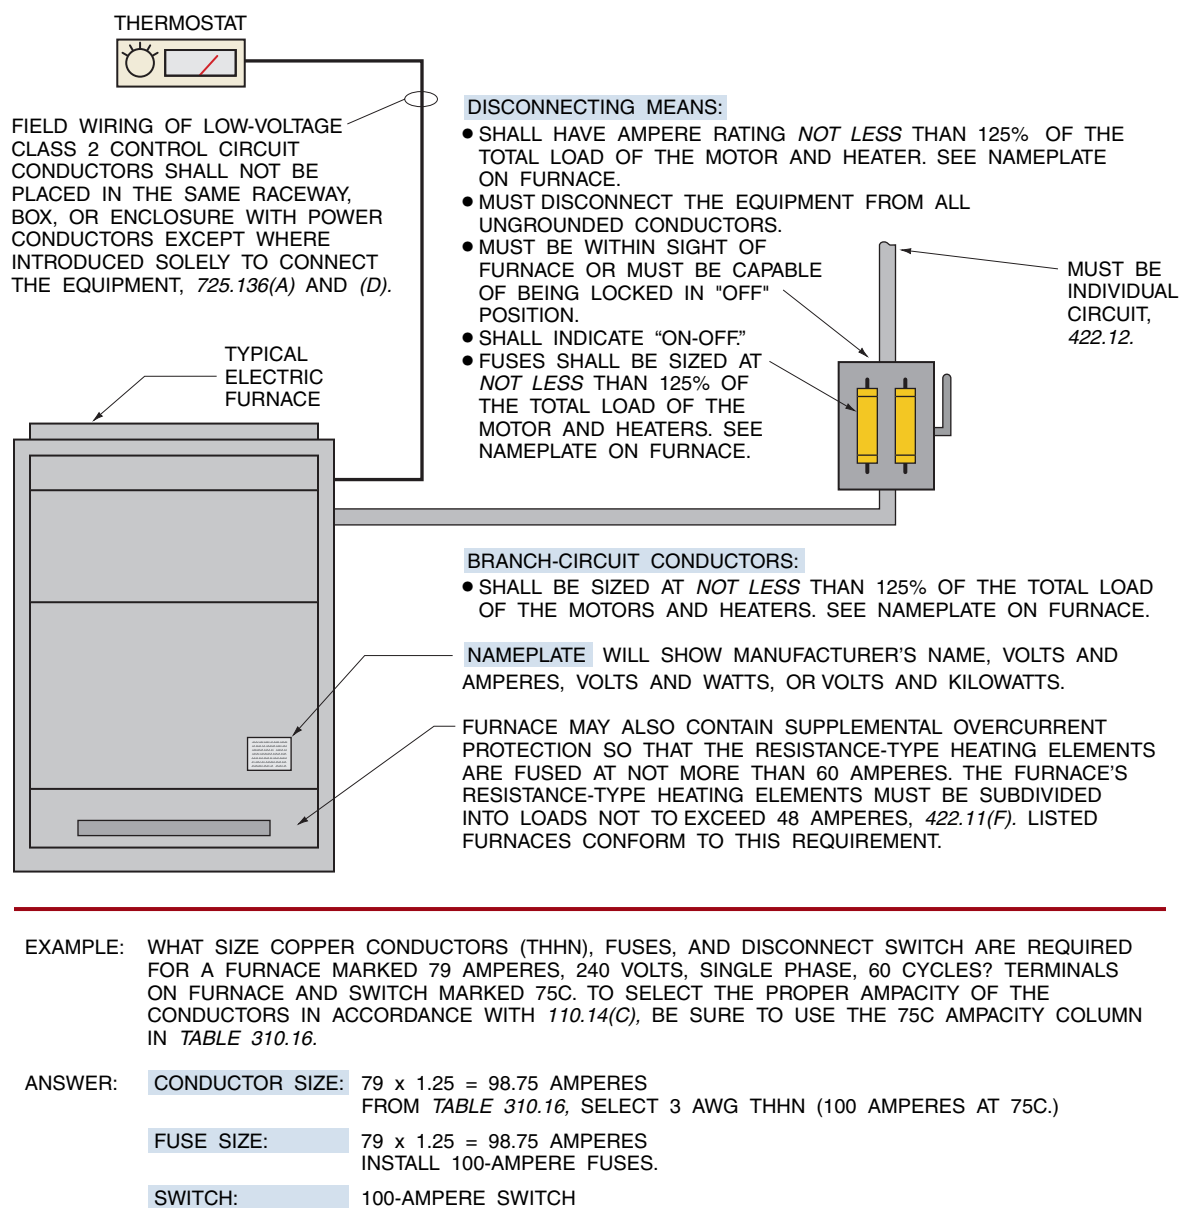 THERMOSTAT
FIELD WIRING OF LOW-VOLTAGE
CLASS 2 CONTROL CIRCUIT
CONDUCTORS SHALL NOT BE
PLACED IN THE SAME RACEWAY,
BOX, OR ENCLOSURE WITH POWER
CONDUCTORS EXCEPT WHERE
INTRODUCED SOLELY TO CONNECT
THE EQUIPMENT, 725.136(A) AND (D).
DISCONNECTING MEANS:
• SHALL HAVE AMPERE RATING NOT LESS THAN 125% OF THE
TOTAL LOAD OF THE MOTOR AND HEATER. SEE NAMEPLATE
ON FURNACE.
• MUST DISCONNECT THE EQUIPMENT FROM ALL
UNGROUNDED CONDUCTORS.
• MUST BE WITHIN SIGHT OF
FURNACE OR MUST BE CAPABLE
OF BEING LOCKED IN "OFF"
POSITION.
• SHALL INDICATE “ON-OFF.”
• FUSES SHALL BE SIZED AT
NOT LESS THAN 125% OF
THE TOTAL LOAD OF THE
MOTOR AND HEATERS. SEE
NAMEPLATE ON FURNACE.
MUST BE
INDIVIDUAL
CIRCUIT,
422.12.
TYPICAL
ELECTRIC
FURNACE
BRANCH-CIRCUIT CONDUCTORS:
• SHALL BE SIZED AT NOT LESS THAN 125% OF THE TOTAL LOAD
OF THE MOTORS AND HEATERS. SEE NAMEPLATE ON FURNACE.
NAMEPLATE WILL SHOW MANUFACTURER'S NAME, VOLTS AND
AMPERES, VOLTS AND WATTS, OR VOLTS AND KILOWATTS.
FURNACE MAY ALSO CONTAIN SUPPLEMENTAL OVERCURRENT
PROTECTION SO THAT THE RESISTANCE-TYPE HEATING ELEMENTS
ARE FUSED AT NOT MORE THAN 60 AMPERES. THE FURNACE'S
RESISTANCE-TYPE HEATING ELEMENTS MUST BE SUBDIVIDED
INTO LOADS NOT TO EXCEED 48 AMPERES, 422.11(F). LISTED
FURNACES CONFORM TO THIS REQUIREMENT.
EXAMPLE: WHAT SIZE COPPER CONDUCTORS (THHN), FUSES, AND DISCONNECT SWITCH ARE REQUIRED
FOR A FURNACE MARKED 79 AMPERES, 240 VOLTS, SINGLE PHASE, 60 CYCLES? TERMINALS
ON FURNACE AND SWITCH MARKED 75C. TO SELECT THE PROPER AMPACITY OF THE
CONDUCTORS IN ACCORDANCE WITH 110.14(C), BE SURE TO USE THE 75C AMPACITY COLUMN
IN TABLE 310.16.
ANSWER: CONDUCTOR SIZE: 79 x 1.25 = 98.75 AMPERES
FROM TABLE 310.16, SELECT 3 AWG THHN (100 AMPERES AT 75C.)
FUSE SIZE: 79 x 1.25 = 98.75 AMPERES
INSTALL 100-AMPERE FUSES.
SWITCH: 100-AMPERE SWITCH